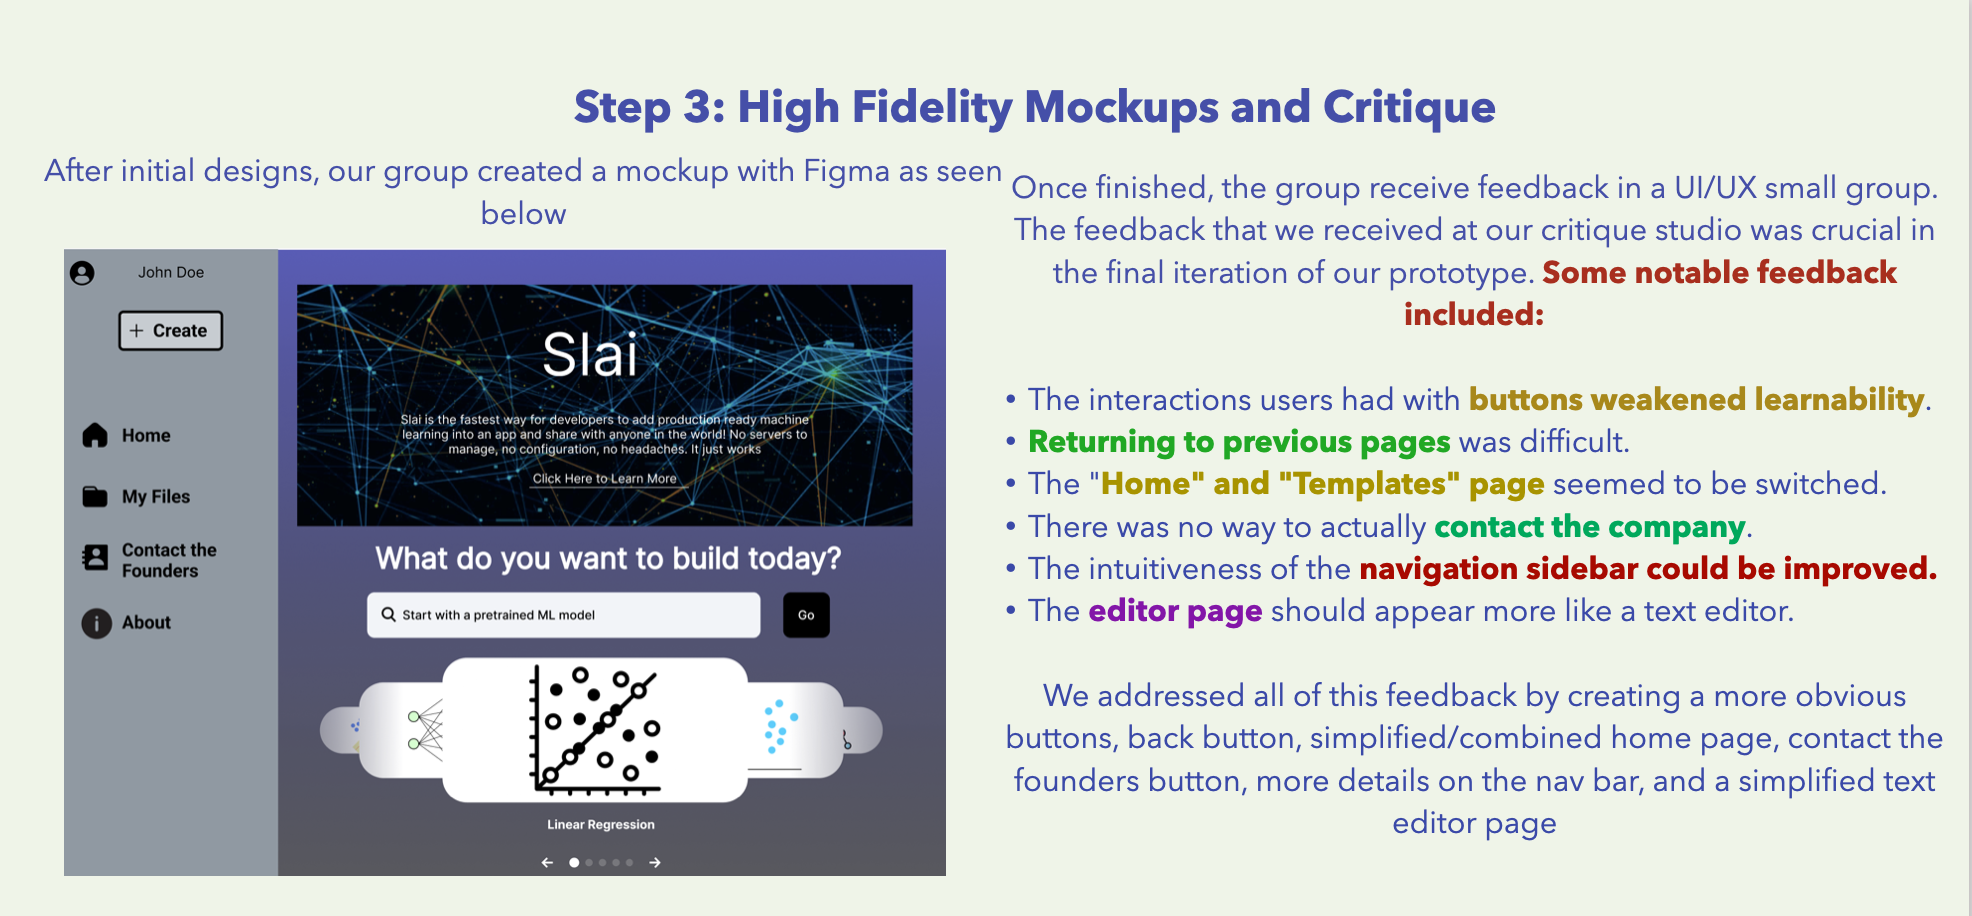 Step 3: High Fidelity Mockups and Critique
After initial designs, our group created a mockup with Figma as seen
below
John Doe
+ Create
Home
My Files
Contact the
Founders
About
Slai
Slai is the fastest way for developers to add production ready machine
learning into an app and share with anyone in the world! No servers to
manage, no configuration, no headaches. It just works
Click Here to Learn More
What do you want to build today?
Start with a pretrained ML model
Go
Linear Regression
Once finished, the group receive feedback in a UI/UX small group.
The feedback that we received at our critique studio was crucial in
the final iteration of our prototype. Some notable feedback
included:
• The interactions users had with buttons weakened learnability.
• Returning to previous pages was difficult.
• The "Home" and "Templates" page seemed to be switched.
• There was no way to actually contact the company.
• The intuitiveness of the navigation sidebar could be improved.
• The editor page should appear more like a text editor.
We addressed all of this feedback by creating a more obvious
buttons, back button, simplified/combined home page, contact the
founders button, more details on the nav bar, and a simplified text
editor page